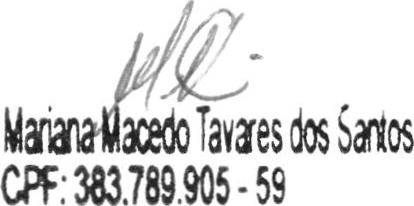 Mariana Macedo Tavares dos Santos
CPF: 383.789.905 - 59